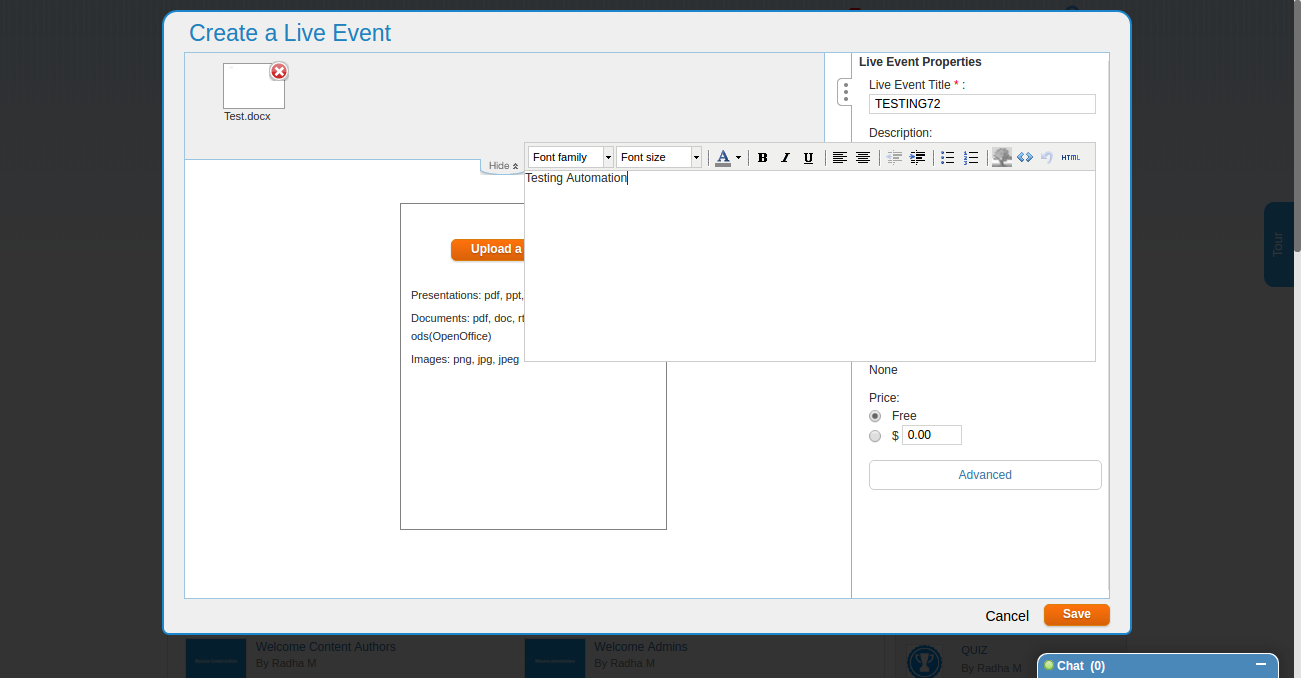 Create a Live Event
Test.docx
Hide
Live Event Properties
Live Event Title * :
TESTING72
Description:
Font family
Font size
A
B I U
HTML
Testing Automation
Upload a
Presentations: pdf, ppt,
Documents: pdf, doc, rt
ods(OpenOffice)
Images: png, jpg, jpeg
None
Price:
Free
$ 0.00
Advanced
Cancel
Save
Tour
Welcome Content Authors
By Radha M
Welcome Admins
By Radha M
QUIZ
By Radha M
Chat (0)